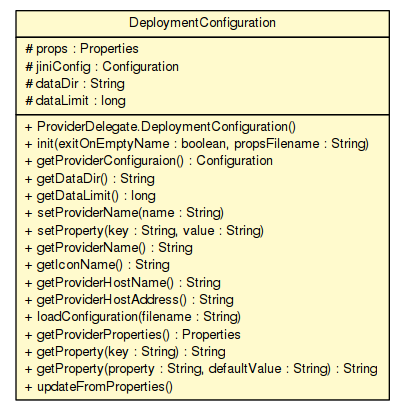 DeploymentConfiguration
# props : Properties
# jiniConfig : Configuration
# dataDir : String
# dataLimit : long
+ ProviderDelegate.DeploymentConfiguration()
+ init(exitOnEmptyName : boolean, propsFilename : String)
+ getProviderConfiguraion() : Configuration
+ getDataDir() : String
+ getDataLimit() : long
+ setProviderName(name : String)
+ setProperty(key : String, value : String)
+ getProviderName() : String
+ getIconName() : String
+ getProviderHostName() : String
+ getProviderHostAddress() : String
+ loadConfiguration(filename : String)
+ getProviderProperties() : Properties
+ getProperty(key : String) : String
+ getProperty(property : String, defaultValue : String) : String
+ updateFromProperties()